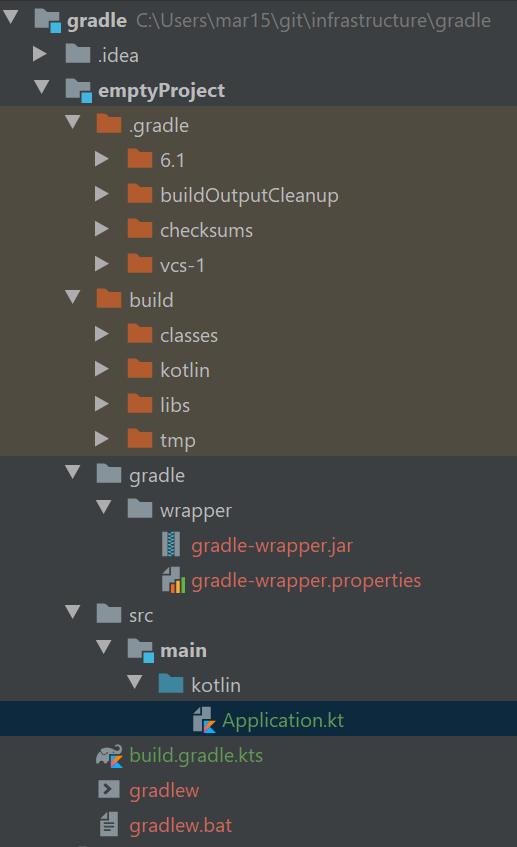 gradle C:\Users\mar15\git\infrastructure\gradle
.idea
emptyProject
.gradle
6.1
buildOutputCleanup
checksums
vcs-1
build
classes
kotlin
libs
tmp
gradle
wrapper
gradle-wrapper.jar
gradle-wrapper.properties
src
main
kotlin
Application.kt
build.gradle.kts
gradlew
gradlew.bat